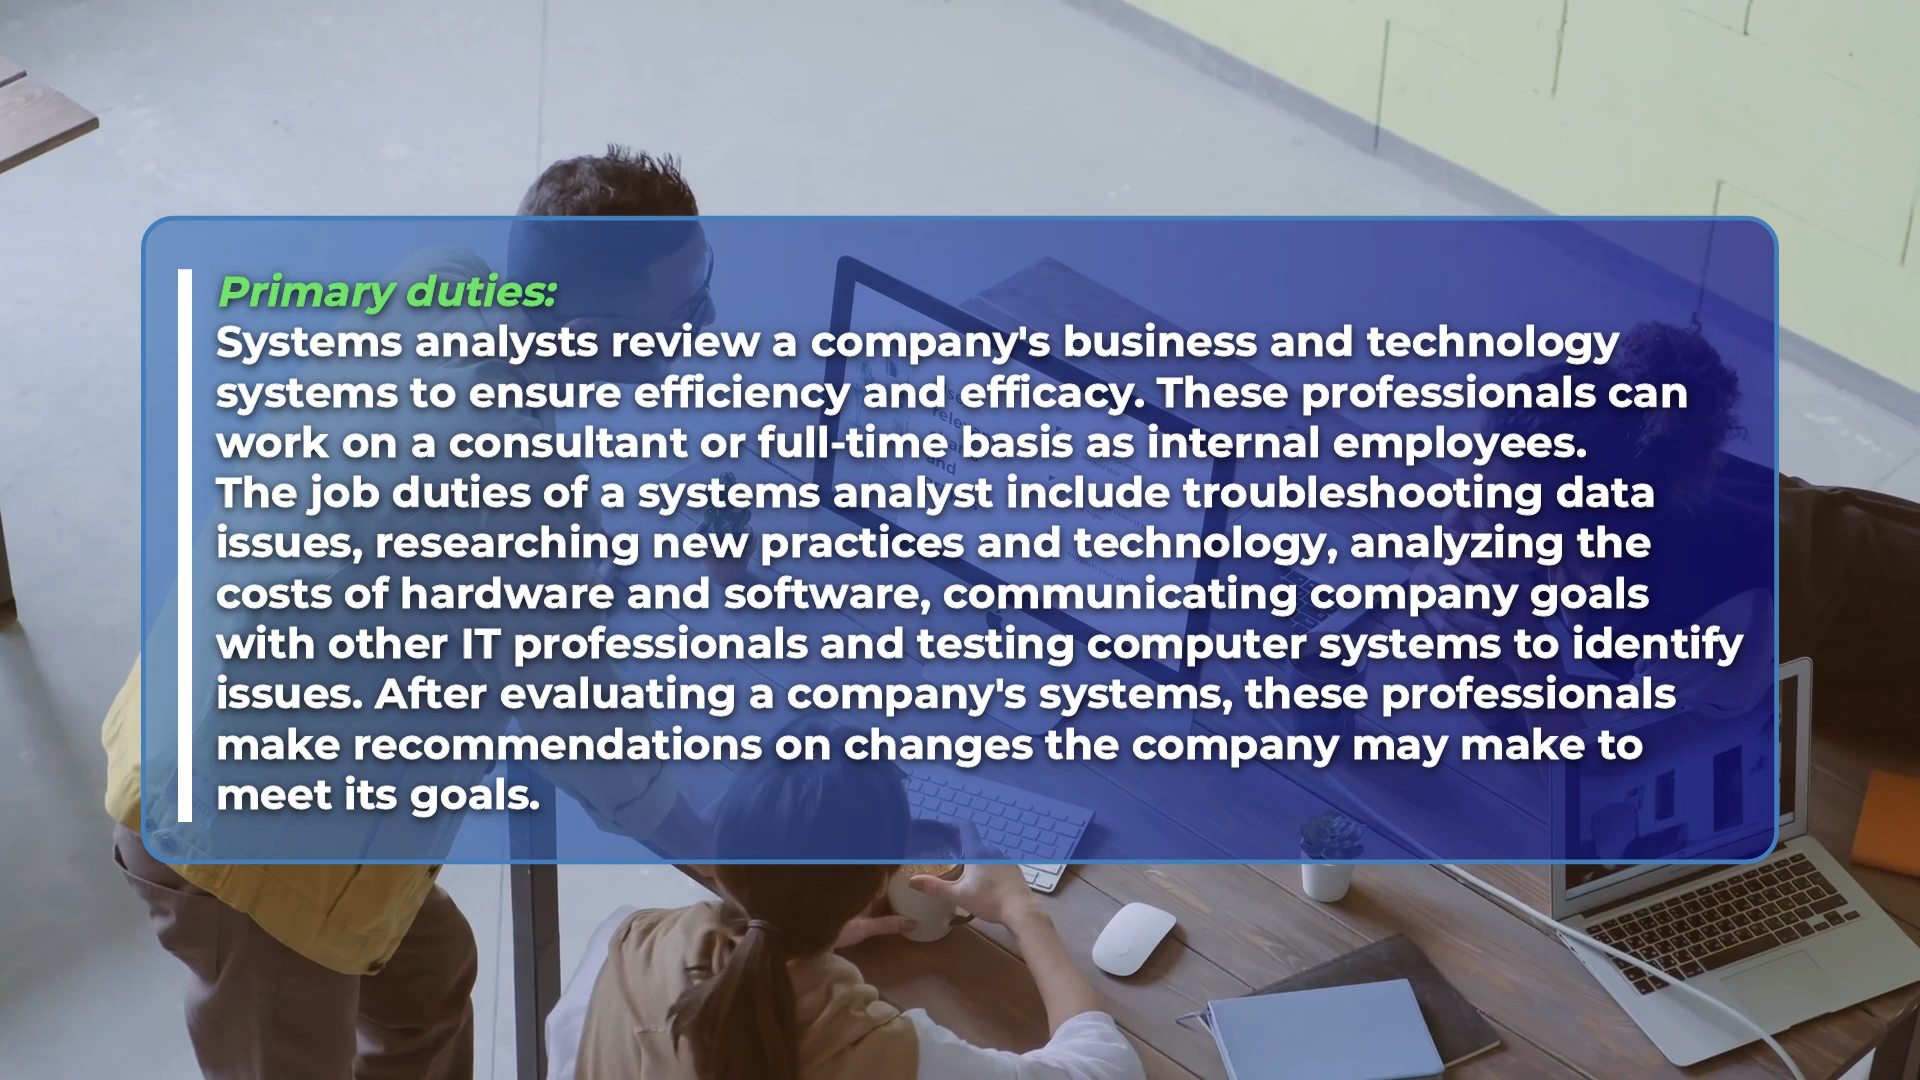 Primary duties:
Systems analysts review a company's business and technology
systems to ensure efficiency and efficacy. These professionals can
work on a consultant or full-time basis as internal employees.
The job duties of a systems analyst include troubleshooting data
issues, researching new practices and technology, analyzing the
costs of hardware and software, communicating company goals
with other IT professionals and testing computer systems to identify
issues. After evaluating a company's systems, these professionals
make recommendations on changes the company may make to
meet its goals.